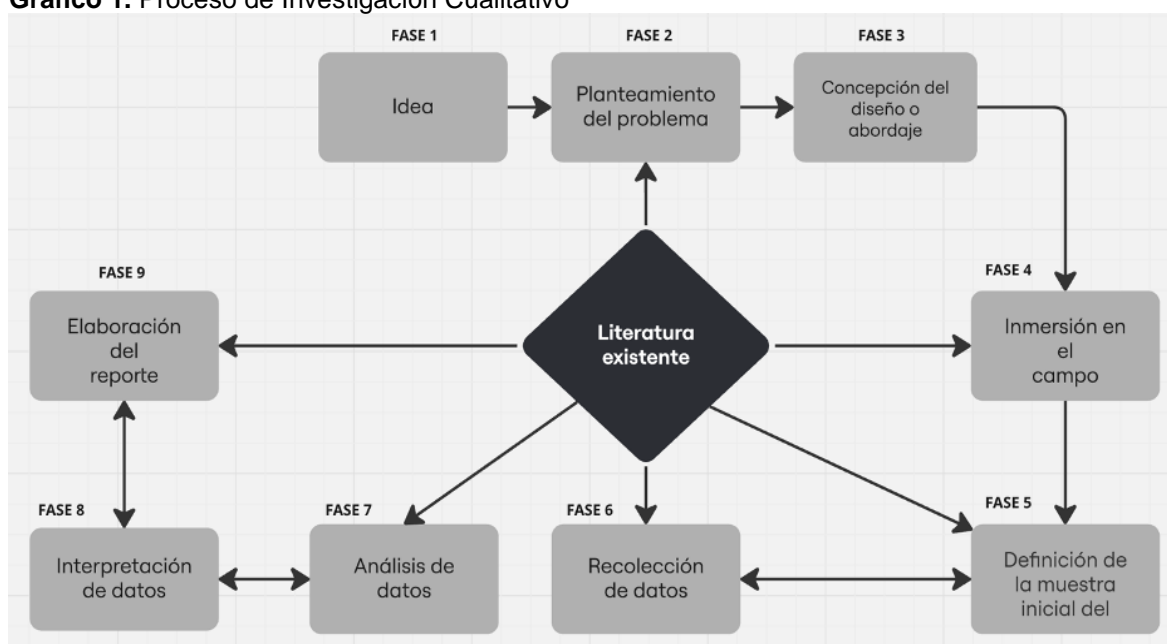 Gráfico 1. Proceso de Investigación Cualitativo
FASE 1
Idea
FASE 2
Planteamiento
del problema
FASE 3
Concepción del
diseño o
abordaje
FASE 4
Inmersión en
el
campo
Literatura
existente
FASE 9
Elaboración
del
reporte
FASE 8
Interpretación
de datos
FASE 7
Análisis de
datos
FASE 6
Recolección
de datos
FASE 5
Definición de
la muestra
inicial del